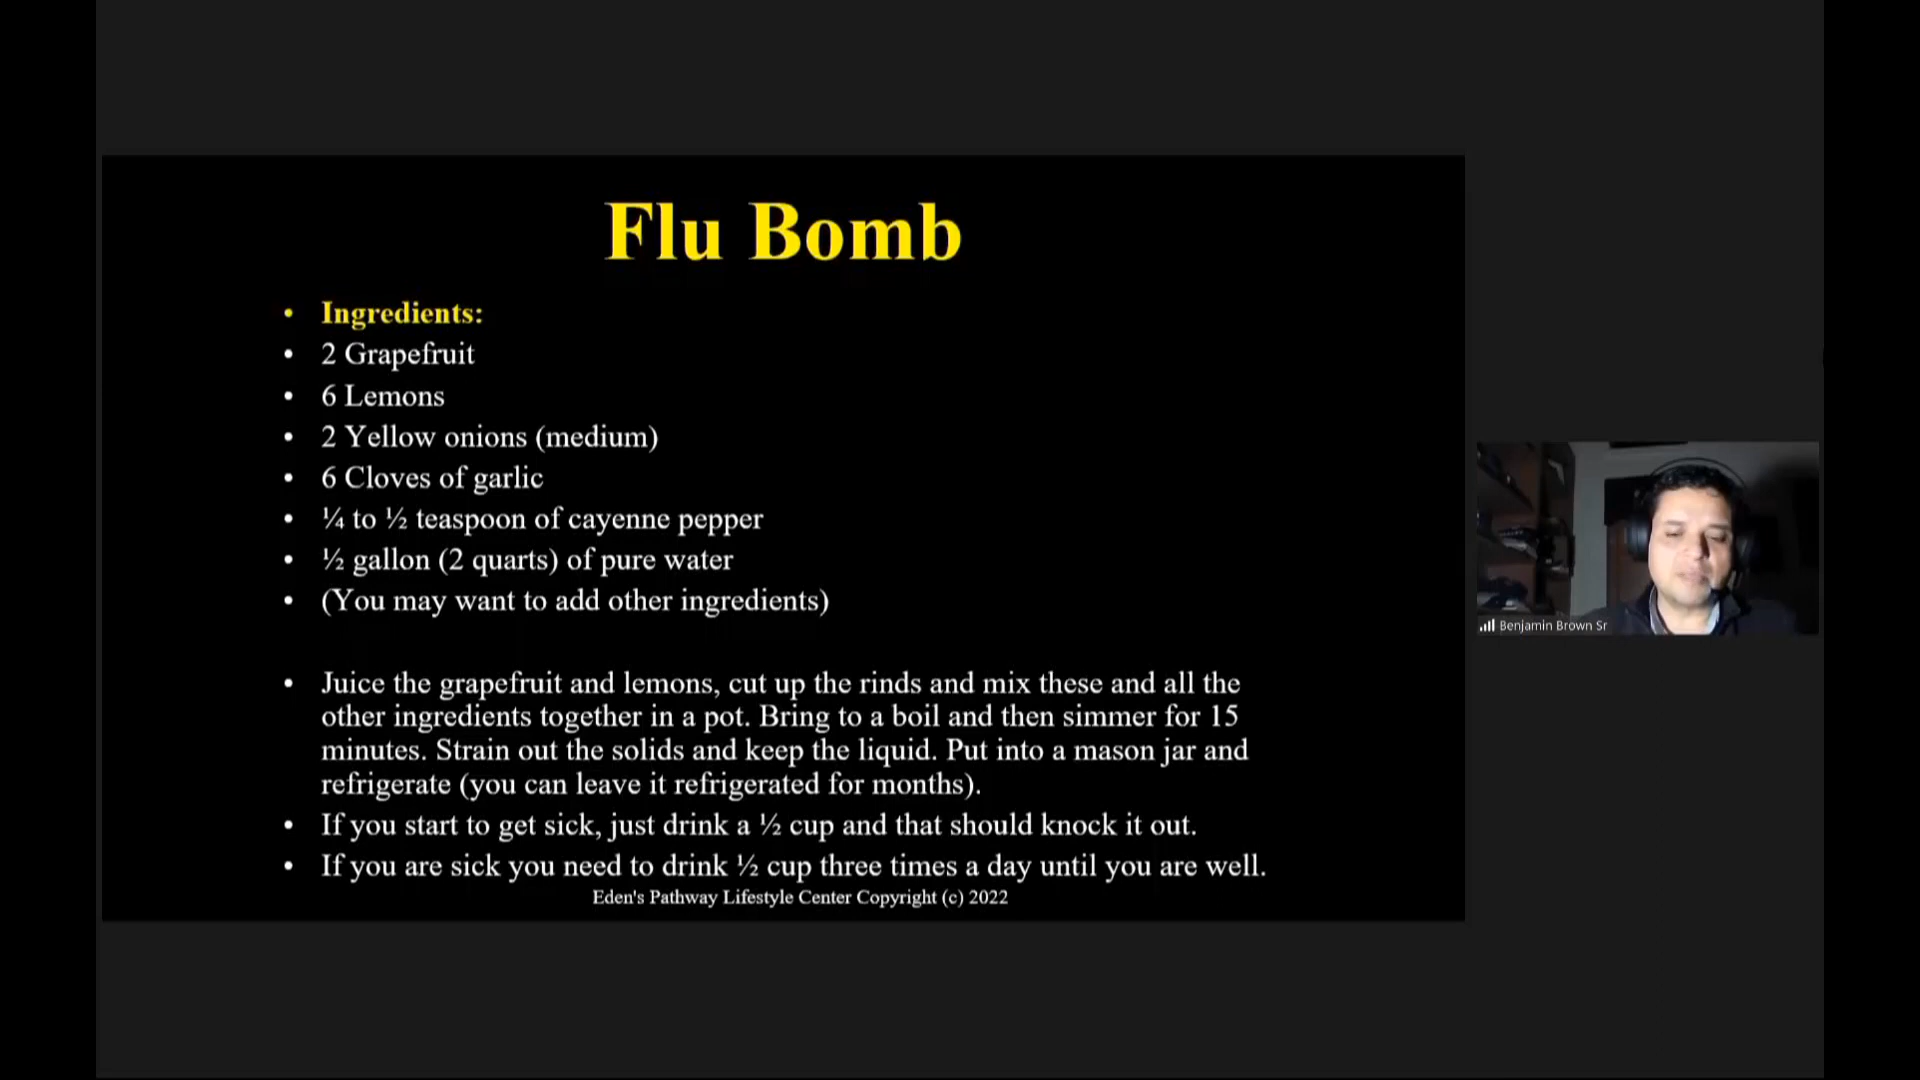 Flu Bomb
• Ingredients:
• 2 Grapefruit
• 6 Lemons
• 2 Yellow onions (medium)
• 6 Cloves of garlic
• ¼ to ½ teaspoon of cayenne pepper
• ½ gallon (2 quarts) of pure water
• (You may want to add other ingredients)
• Juice the grapefruit and lemons, cut up the rinds and mix these and all the
other ingredients together in a pot. Bring to a boil and then simmer for 15
minutes. Strain out the solids and keep the liquid. Put into a mason jar and
refrigerate (you can leave it refrigerated for months).
• If you start to get sick, just drink a ½ cup and that should knock it out.
• If you are sick you need to drink ½ cup three times a day until you are well.
Eden's Pathway Lifestyle Center Copyright (c) 2022
Benjamin Brown Sr